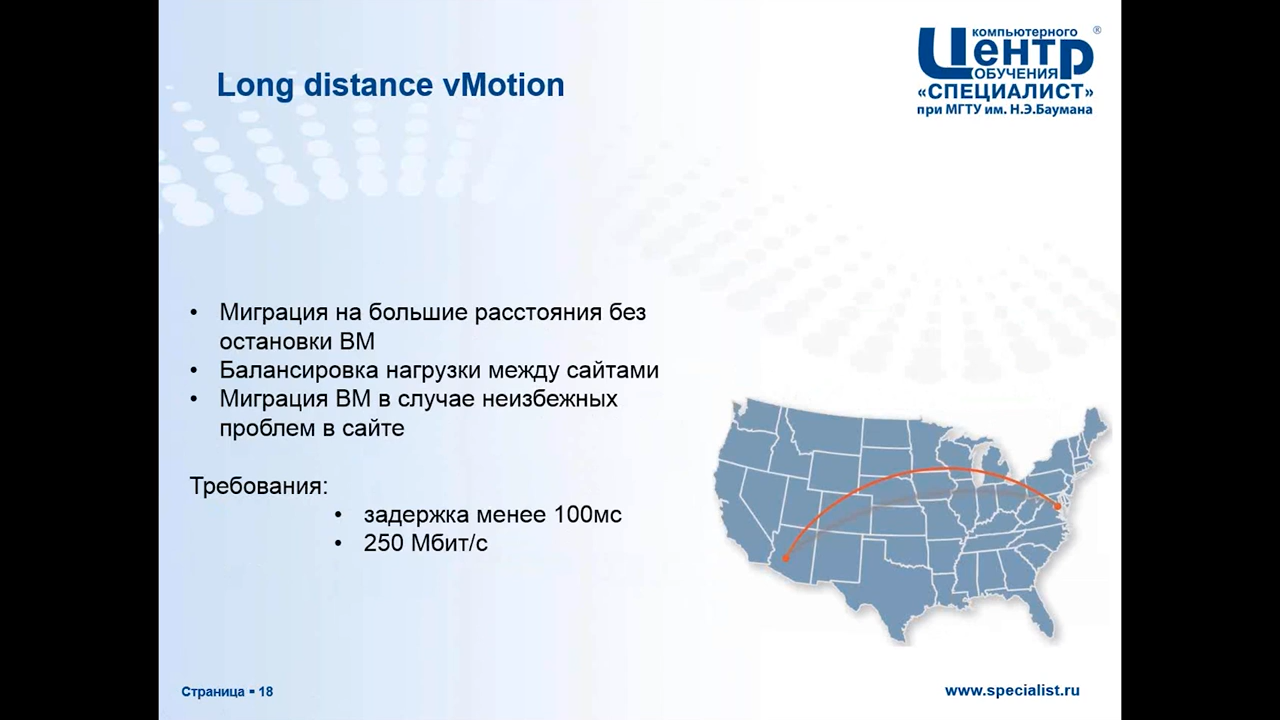 компьютерного ®
Центр
ОБУЧЕНИЯ
«СПЕЦИАЛИСТ»
при МГТУ им. Н.Э.Баумана
Long distance vMotion
• Миграция на большие расстояния без
остановки ВМ
• Балансировка нагрузки между сайтами
• Миграция ВМ в случае неизбежных
проблем в сайте
Требования:
• задержка менее 100мс
• 250 Мбит/с
Страница ▪ 18
www.specialist.ru